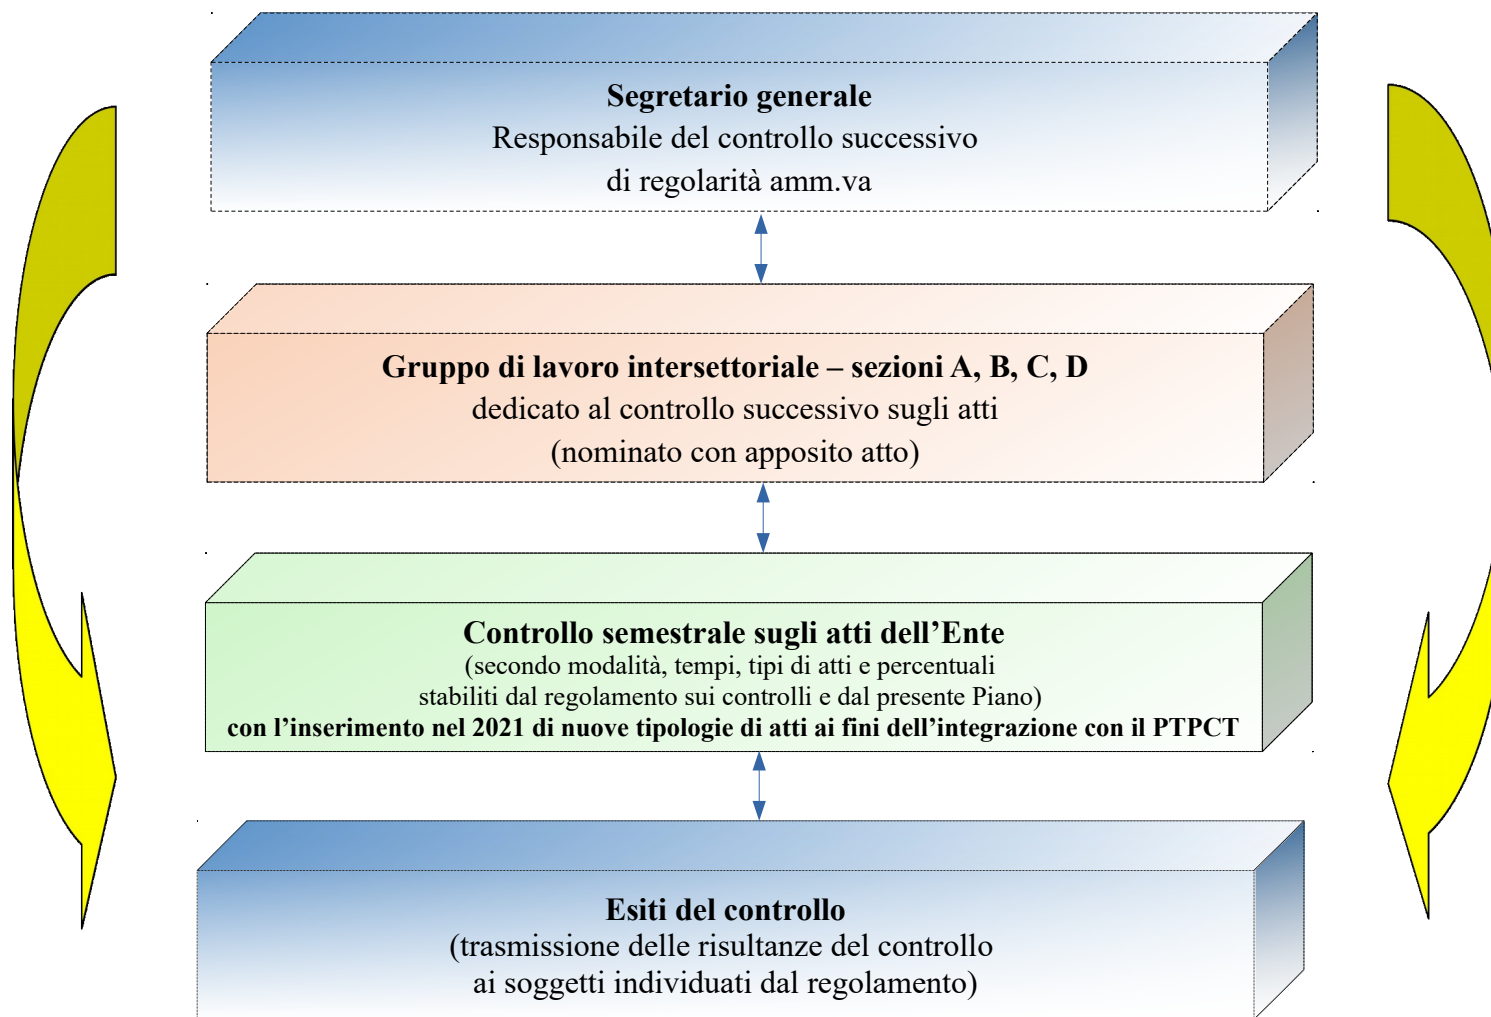 Segretario generale
Responsabile del controllo successivo
di regolarità amm.va
Gruppo di lavoro intersettoriale – sezioni A, B, C, D
dedicato al controllo successivo sugli atti
(nominato con apposito atto)
Controllo semestrale sugli atti dell’Ente
(secondo modalità, tempi, tipi di atti e percentuali
stabiliti dal regolamento sui controlli e dal presente Piano)
con l’inserimento nel 2021 di nuove tipologie di atti ai fini dell’integrazione con il PTPCT
Esiti del controllo
(trasmissione delle risultanze del controllo
ai soggetti individuati dal regolamento)